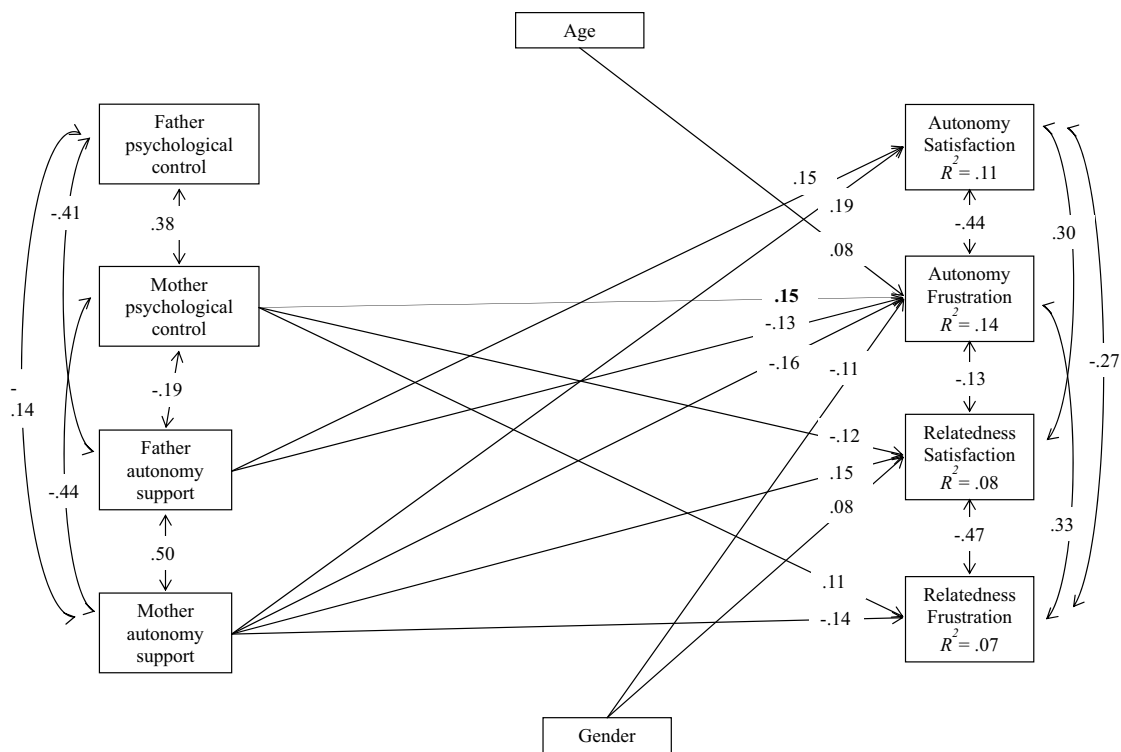 Age
Father
psychological
control
Autonomy
Satisfaction
R² = .11
.15
.19
-.41
.38
-.44
.30
.08
Mother
psychological
control
Autonomy
Frustration
R² = .14
.15
-.13
-.16
-.11
-.27
-
.14
-.19
-.13
Father
autonomy
support
-.12
Relatedness
Satisfaction
R² = .08
.15
-.44
.08
.50
-.47
.33
Mother
autonomy
support
.11
-.14
Relatedness
Frustration
R² = .07
Gender